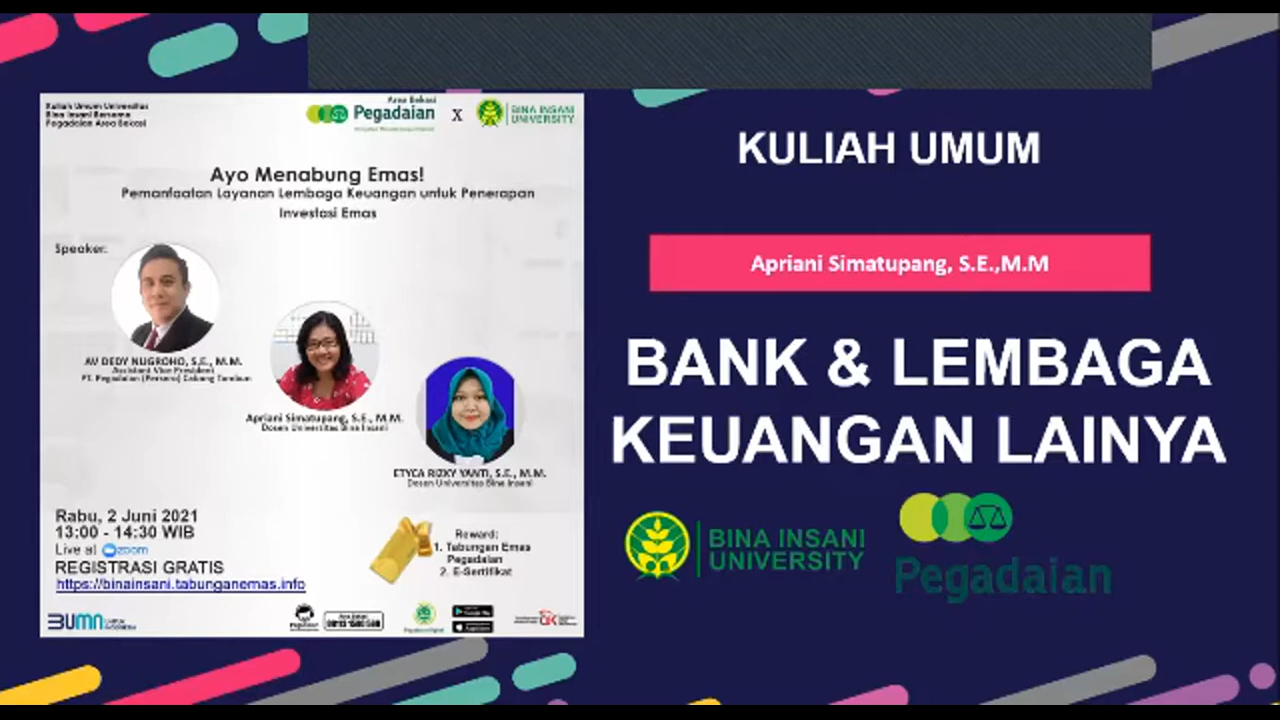 Kuliah Umum Universitas
Bina Insani Bersama
Pegadaian Area Bekasi
Area Bekasi
Pegadaian
X
BINA INSANI
UNIVERSITY
Ayo Menabung Emas!
Pemanfaatan Layanan Lembaga Keuangan untuk Penerapan
Investasi Emas
Speaker:
AV DEDY NUGROHO, S.E., M.M.
Assistant Vice President
PT. Pegadaian (Persero) Cabang
Apriani Simatupang, S.E., M.M.
Dosen Universitas Bina Insani
ETYCA RIZKY YANTI, S.E., M.M.
Dosen Universitas Bina Insani
Rabu, 2 Juni 2021
13:00 - 14:30 WIB
Live at zoom
REGISTRASI GRATIS
https://binainsani.tabunganemas.info
Reward:
1. Tabungan Emas
Pegadaian
2. E-Sertifikat
BUMN
KULIAH UMUM
Apriani Simatupang, S.E.,M.M
BANK & LEMBAGA
KEUANGAN LAINYA
BINA INSANI
UNIVERSITY
Pegadaian